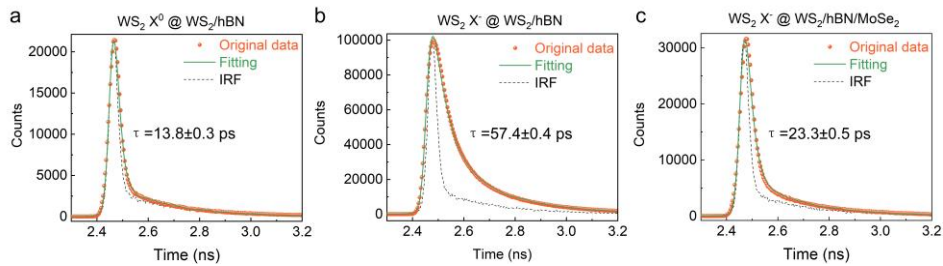 a
WS₂ X⁰ @ WS₂/hBN
Original data
Fitting
IRF
τ =13.8±0.3 ps
Counts
20000
15000
10000
5000
0
2.4 2.6 2.8 3.0 3.2
Time (ns)
b
WS₂ X⁻ @ WS₂/hBN
Original data
Fitting
IRF
τ =57.4±0.4 ps
Counts
100000
80000
60000
40000
20000
0
2.4 2.6 2.8 3.0 3.2
Time (ns)
c
WS₂ X⁻ @ WS₂/hBN/MoSe₂
Original data
Fitting
IRF
τ =23.3±0.5 ps
Counts
30000
20000
10000
0
2.4 2.6 2.8 3.0 3.2
Time (ns)